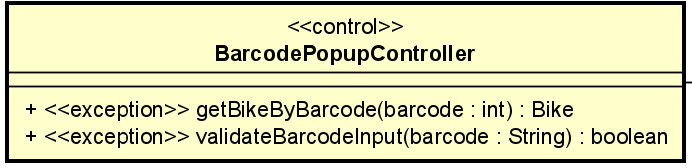 <<control>>
BarcodePopupController
+ <<exception>> getBikeByBarcode(barcode : int) : Bike
+ <<exception>> validateBarcodeInput(barcode : String) : boolean